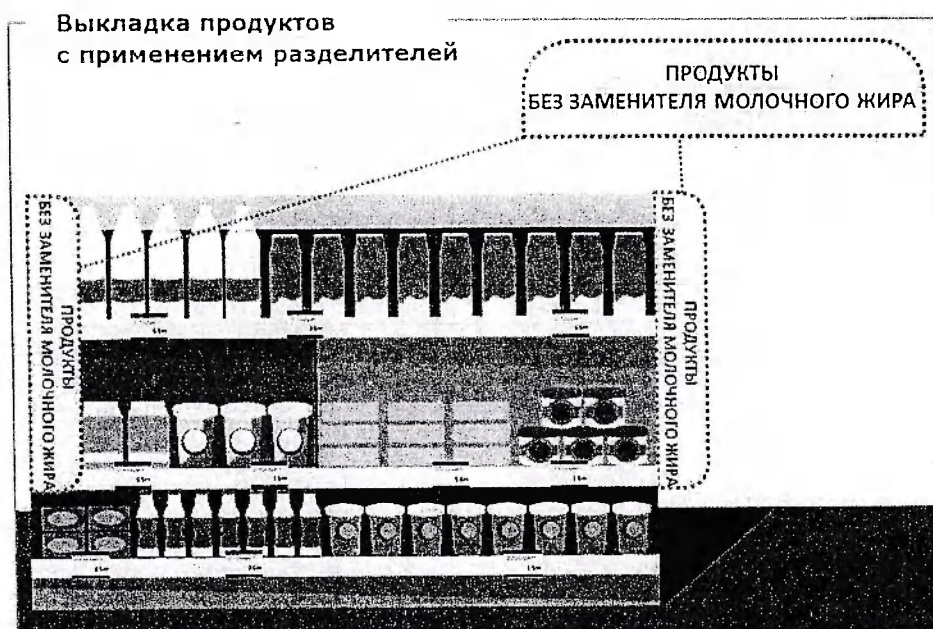 Выкладка продуктов
с применением разделителей
ПРОДУКТЫ
БЕЗ ЗАМЕНИТЕЛЯ МОЛОЧНОГО ЖИРА
ПРОДУКТЫ
БЕЗ ЗАМЕНИТЕЛЯ МОЛОЧНОГО ЖИРА
ПРОДУКТЫ
БЕЗ ЗАМЕНИТЕЛЯ МОЛОЧНОГО ЖИРА